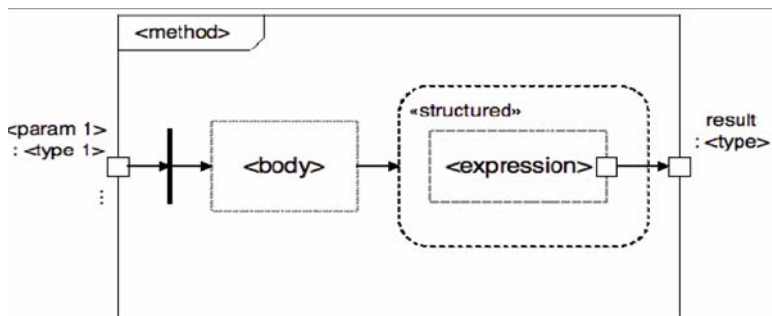 <method>
«structured»
<param 1>
: <type 1>
⋮
<body>
<expression>
result
: <type>